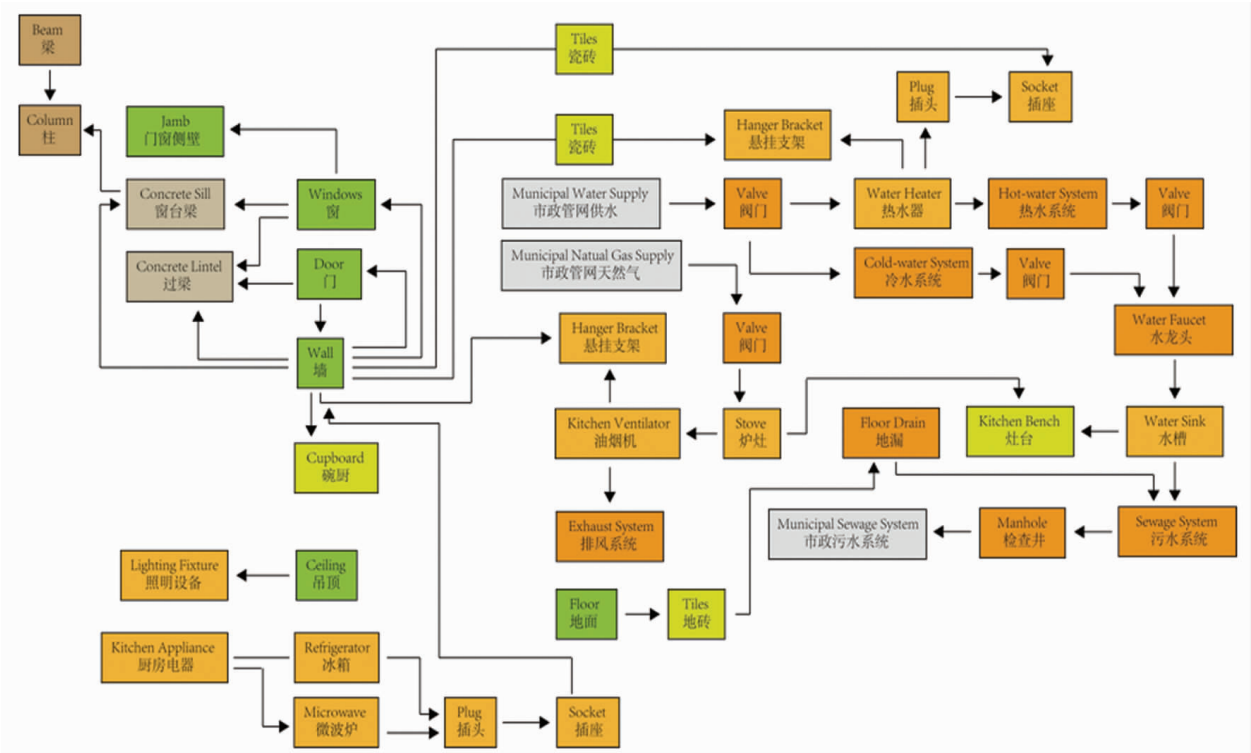 Beam
梁
Column
柱
Jamb
门窗侧壁
Concrete Sill
窗台梁
Windows
窗
Concrete Lintel
过梁
Door
门
Wall
墙
Cupboard
碗厨
Tiles
瓷砖
Plug
插头
Socket
插座
Tiles
瓷砖
Hanger Bracket
悬挂支架
Municipal Water Supply
市政管网供水
Valve
阀门
Water Heater
热水器
Hot-water System
热水系统
Valve
阀门
Municipal Natual Gas Supply
市政管网天然气
Cold-water System
冷水系统
Valve
阀门
Hanger Bracket
悬挂支架
Valve
阀门
Water Faucet
水龙头
Kitchen Ventilator
油烟机
Stove
炉灶
Floor Drain
地漏
Kitchen Bench
灶台
Water Sink
水槽
Exhaust System
排风系统
Municipal Sewage System
市政污水系统
Manhole
检查井
Sewage System
污水系统
Lighting Fixture
照明设备
Ceiling
吊顶
Floor
地面
Tiles
地砖
Kitchen Appliance
厨房电器
Refrigerator
冰箱
Microwave
微波炉
Plug
插头
Socket
插座